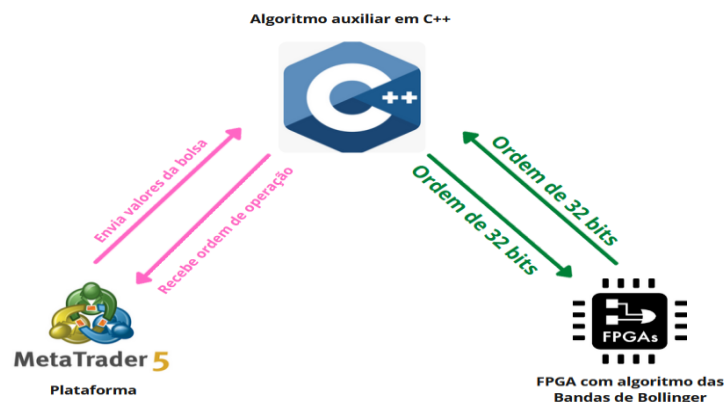 Algoritmo auxiliar em C++
C++
Envia valores da bolsa
Recebe ordem de operação
Ordem de 32 bits
Ordem de 32 bits
MetaTrader 5
Plataforma
FPGAs
FPGA com algoritmo das
Bandas de Bollinger